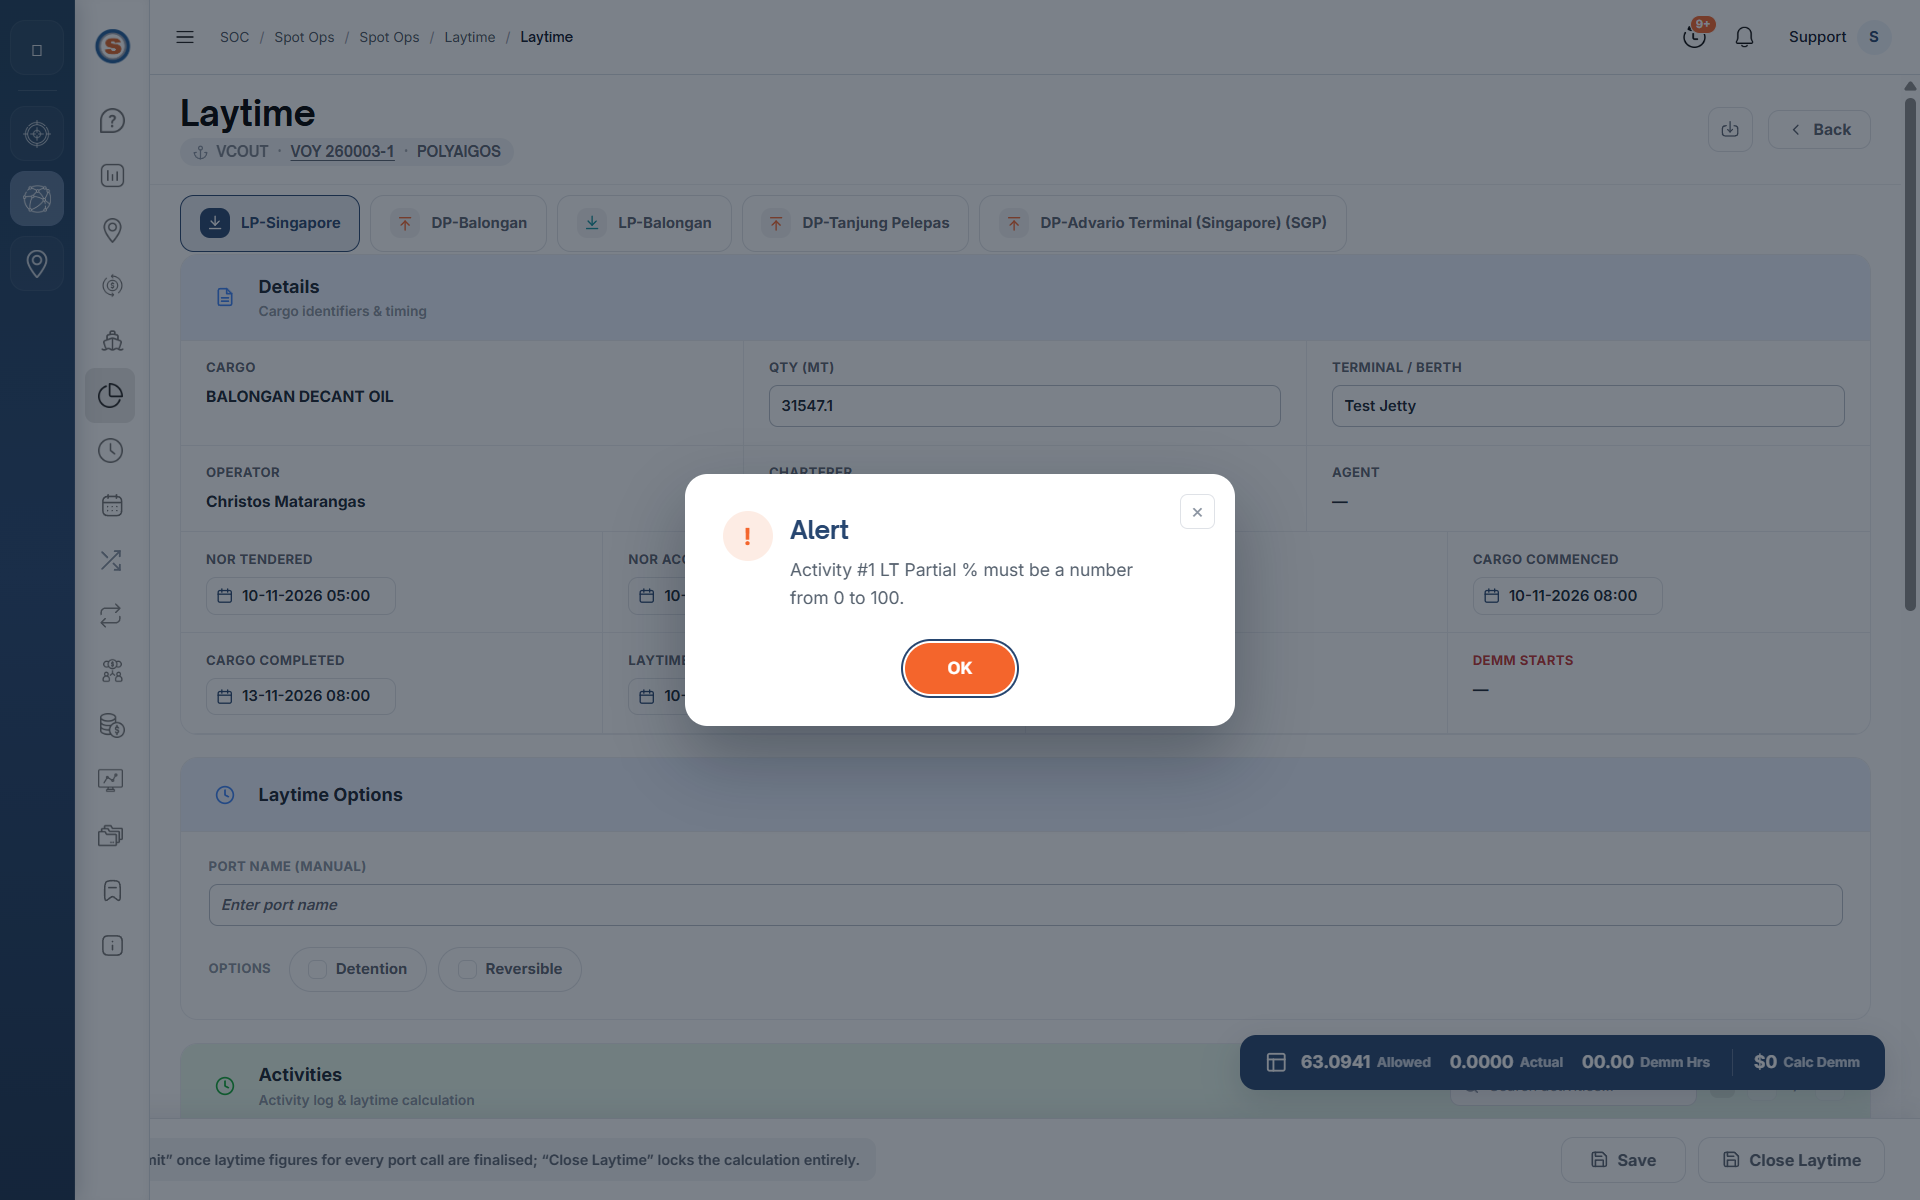 SOC / Spot Ops / Spot Ops / Laytime / Laytime
9+
Support S
Laytime
VCOUT · VOY 260003-1 · POLYAIGOS
Back
LP-Singapore
DP-Balongan
LP-Balongan
DP-Tanjung Pelepas
DP-Advario Terminal (Singapore) (SGP)
Details
Cargo identifiers & timing
CARGO
BALONGAN DECANT OIL
QTY (MT)
31547.1
TERMINAL / BERTH
Test Jetty
OPERATOR
Christos Matarangas
CHARTERER
AGENT
—
NOR TENDERED
10-11-2026 05:00
NOR ACC
10-
CARGO COMMENCED
10-11-2026 08:00
CARGO COMPLETED
13-11-2026 08:00
LAYTIME
10-
DEMM STARTS
—
Alert
Activity #1 LT Partial % must be a number
from 0 to 100.
OK
Laytime Options
PORT NAME (MANUAL)
Enter port name
OPTIONS
Detention
Reversible
Activities
Activity log & laytime calculation
63.0941 Allowed 0.0000 Actual 00.00 Demm Hrs $0 Calc Demm
nit” once laytime figures for every port call are finalised; “Close Laytime” locks the calculation entirely.
Save
Close Laytime